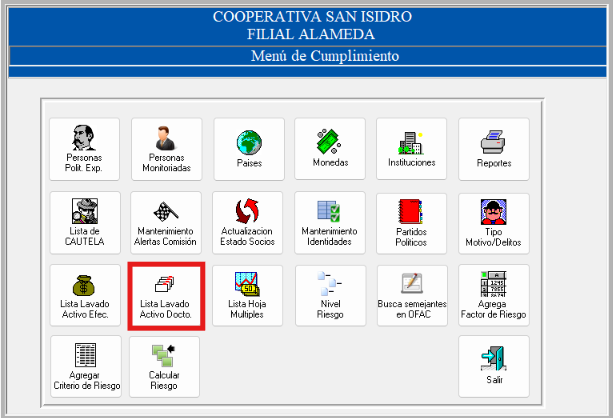 COOPERATIVA SAN ISIDRO
FILIAL ALAMEDA
Menú de Cumplimiento
Personas
Polit. Exp.
Personas
Monitoriadas
Paises
Monedas
Instituciones
Reportes
Lista de
CAUTELA
Mantenimiento
Alertas Comisión
Actualizacion
Estado Socios
Mantenimiento
Identidades
Partidos
Políticos
Tipo
Motivo/Delitos
Lista Lavado
Activo Efec.
Lista Lavado
Activo Docto.
Lista Hoja
Multiples
Nivel
Riesgo
Busca semejantes
en OFAC
Agrega
Factor de Riesgo
Agregar
Criterio de Riesgo
Calcular
Riesgo
Salir